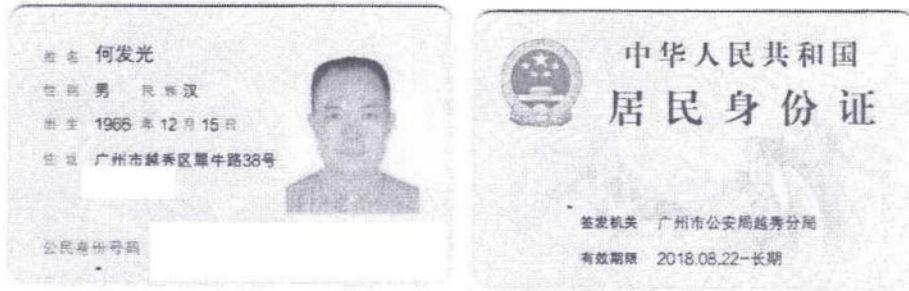 姓名 何发光
性别 男 民族 汉
出生 1966 年 12 月 15 日
住址 广州市越秀区犀牛路38号
公民身份号码
中华人民共和国
居民身份证
签发机关 广州市公安局越秀分局
有效期限 2018.08.22-长期